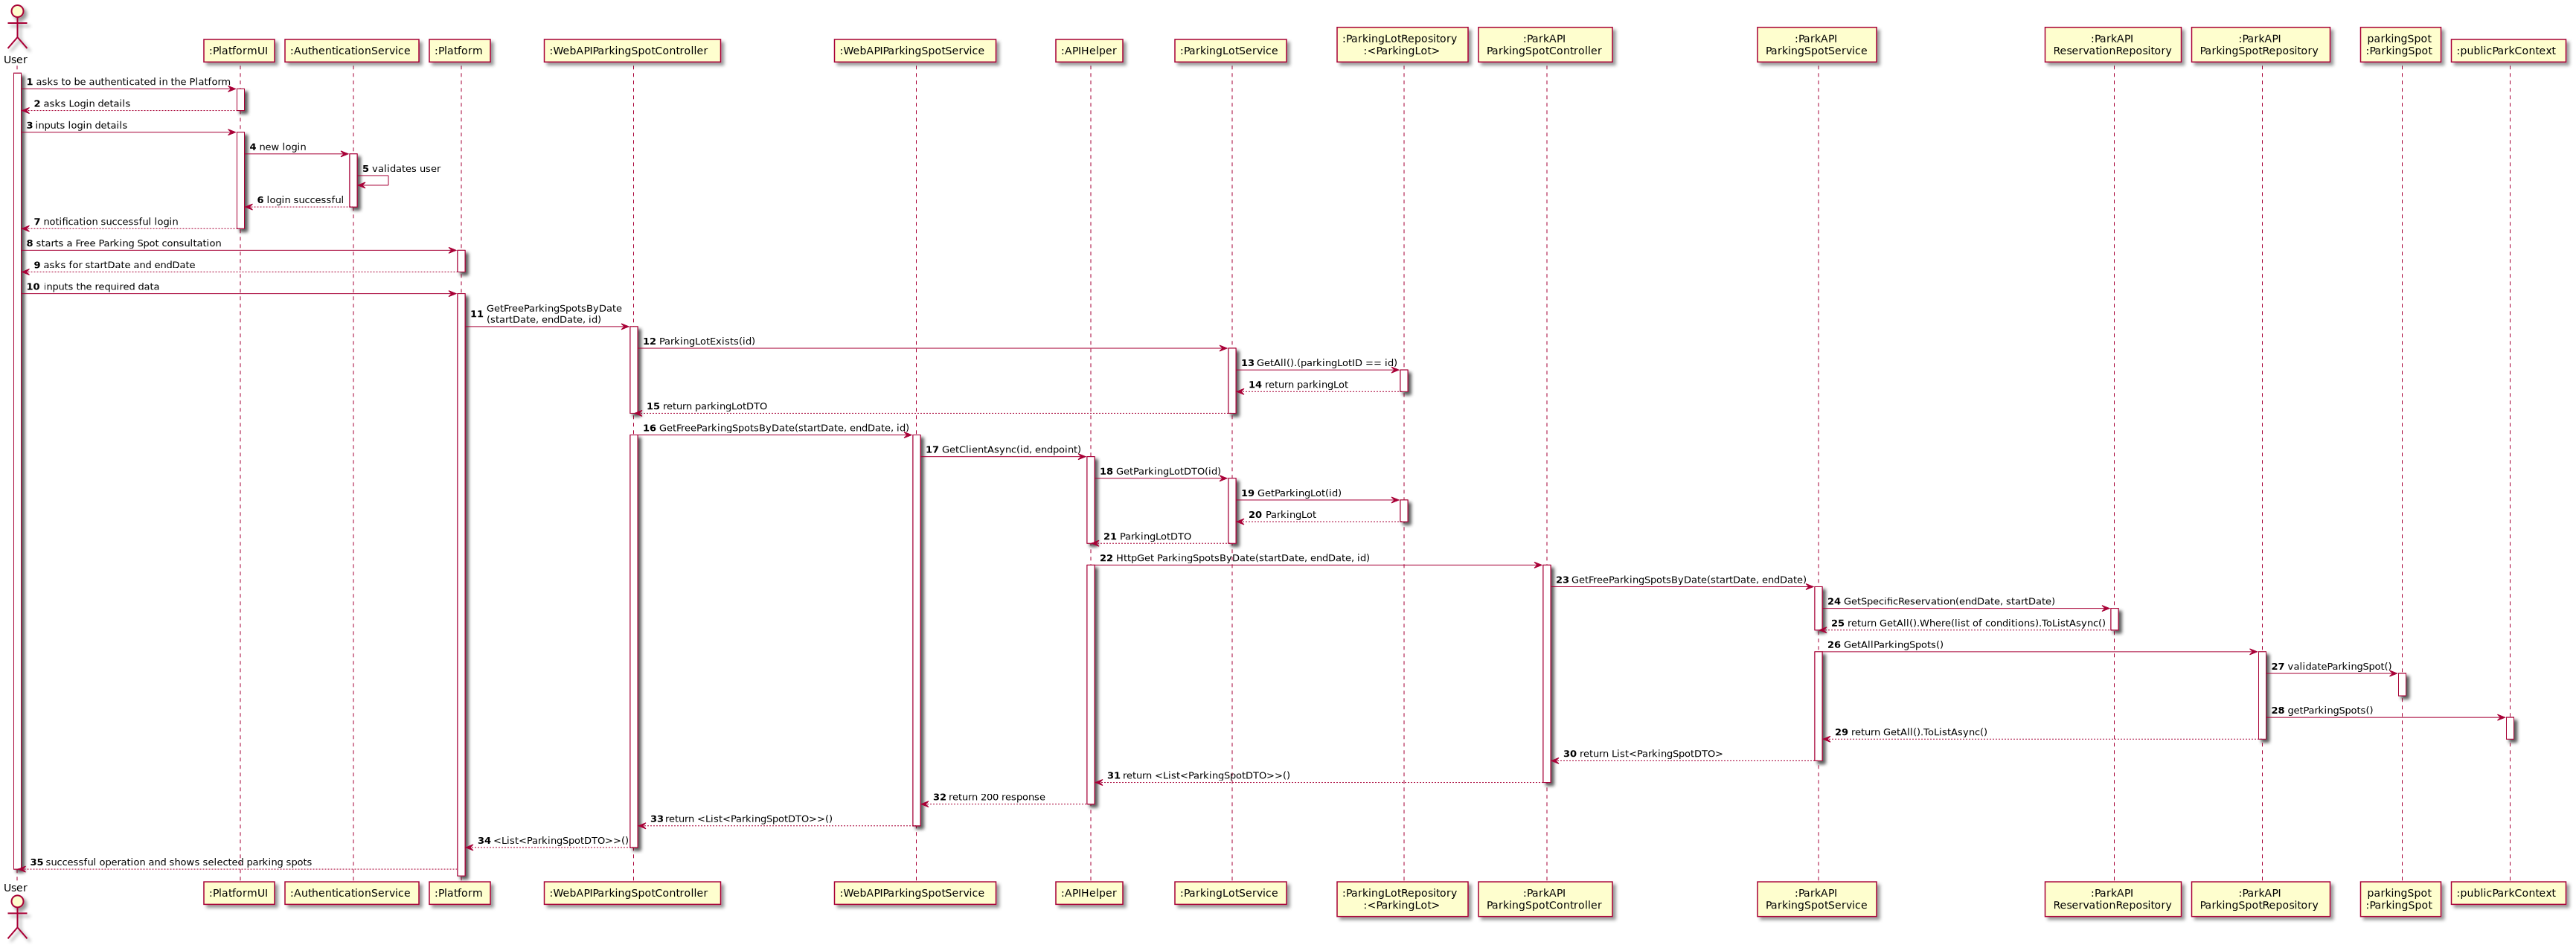 User
:PlatformUI
:AuthenticationService
:Platform
:WebAPIParkingSpotController
:WebAPIParkingSpotService
:APIHelper
:ParkingLotService
:ParkingLotRepository
:<ParkingLot>
:ParkAPI
ParkingSpotController
:ParkAPI
ParkingSpotService
:ParkAPI
ReservationRepository
:ParkAPI
ParkingSpotRepository
parkingSpot
:ParkingSpot
:publicParkContext
1 asks to be authenticated in the Platform
2 asks Login details
3 inputs login details
4 new login
5 validates user
6 login successful
7 notification successful login
8 starts a Free Parking Spot consultation
9 asks for startDate and endDate
10 inputs the required data
11 GetFreeParkingSpotsByDate
(startDate, endDate, id)
12 ParkingLotExists(id)
13 GetAll().(parkingLotID == id)
14 return parkingLot
15 return parkingLotDTO
16 GetFreeParkingSpotsByDate(startDate, endDate, id)
17 GetClientAsync(id, endpoint)
18 GetParkingLotDTO(id)
19 GetParkingLot(id)
20 ParkingLot
21 ParkingLotDTO
22 HttpGet ParkingSpotsByDate(startDate, endDate, id)
23 GetFreeParkingSpotsByDate(startDate, endDate)
24 GetSpecificReservation(endDate, startDate)
25 return GetAll().Where(list of conditions).ToListAsync()
26 GetAllParkingSpots()
27 validateParkingSpot()
28 getParkingSpots()
29 return GetAll().ToListAsync()
30 return List<ParkingSpotDTO>
31 return <List<ParkingSpotDTO>>()
32 return 200 response
33 return <List<ParkingSpotDTO>>()
34 <List<ParkingSpotDTO>>()
35 successful operation and shows selected parking spots
User
:PlatformUI
:AuthenticationService
:Platform
:WebAPIParkingSpotController
:WebAPIParkingSpotService
:APIHelper
:ParkingLotService
:ParkingLotRepository
:<ParkingLot>
:ParkAPI
ParkingSpotController
:ParkAPI
ParkingSpotService
:ParkAPI
ReservationRepository
:ParkAPI
ParkingSpotRepository
parkingSpot
:ParkingSpot
:publicParkContext